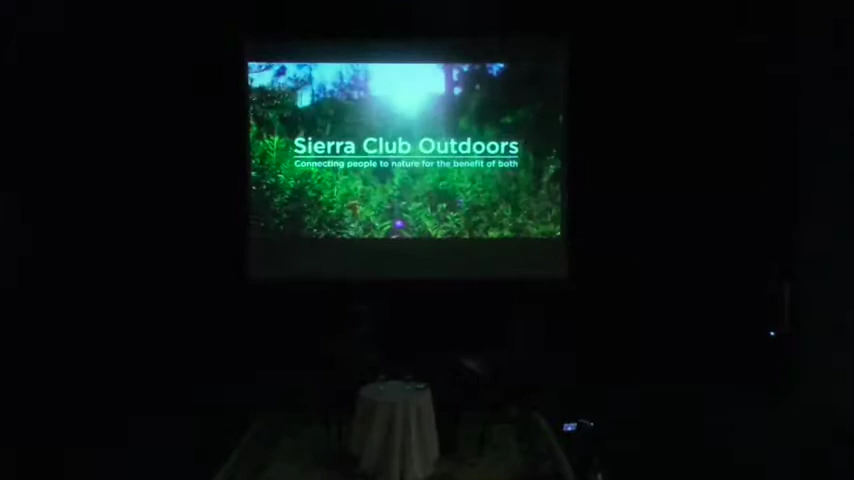 Sierra Club Outdoors
Connecting people to nature for the benefit of both